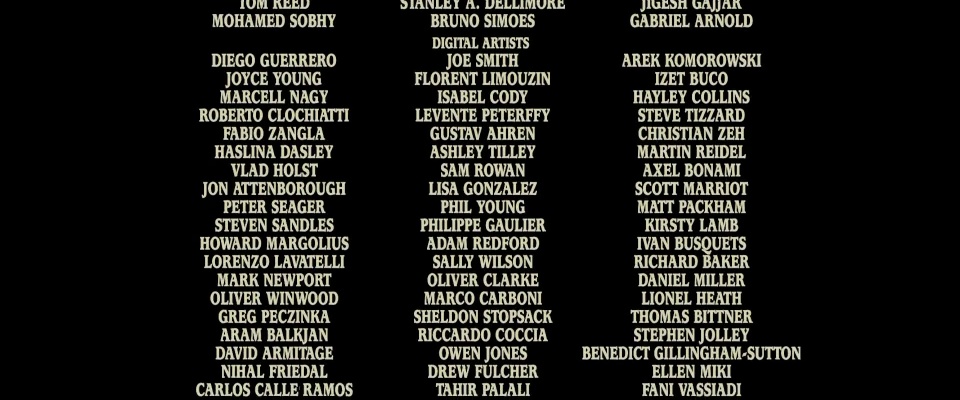 TOM REED STANLEY A. DELLIMORE JIGESH GAJJAR
MOHAMED SOBHY BRUNO SIMOES GABRIEL ARNOLD
DIGITAL ARTISTS
DIEGO GUERRERO JOE SMITH AREK KOMOROWSKI
JOYCE YOUNG FLORENT LIMOUZIN IZET BUCO
MARCELL NAGY ISABEL CODY HAYLEY COLLINS
ROBERTO CLOCHIATTI LEVENTE PETERFFY STEVE TIZZARD
FABIO ZANGLA GUSTAV AHREN CHRISTIAN ZEH
HASLINA DASLEY ASHLEY TILLEY MARTIN REIDEL
VLAD HOLST SAM ROWAN AXEL BONAMI
JON ATTENBOROUGH LISA GONZALEZ SCOTT MARRIOT
PETER SEAGER PHIL YOUNG MATT PACKHAM
STEVEN SANDLES PHILIPPE GAULIER KIRSTY LAMB
HOWARD MARGOLIUS ADAM REDFORD IVAN BUSQUETS
LORENZO LAVATELLI SALLY WILSON RICHARD BAKER
MARK NEWPORT OLIVER CLARKE DANIEL MILLER
OLIVER WINWOOD MARCO CARBONI LIONEL HEATH
GREG PECZINKA SHELDON STOPSACK THOMAS BITTNER
ARAM BALKJAN RICCARDO COCCIA STEPHEN JOLLEY
DAVID ARMITAGE OWEN JONES BENEDICT GILLINGHAM-SUTTON
NIHAL FRIEDAL DREW FULCHER ELLEN MIKI
CARLOS CALLE RAMOS TAHIR PALALI FANI VASSIADI